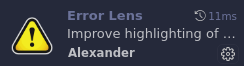 Error Lens 11ms
Improve highlighting of ...
Alexander